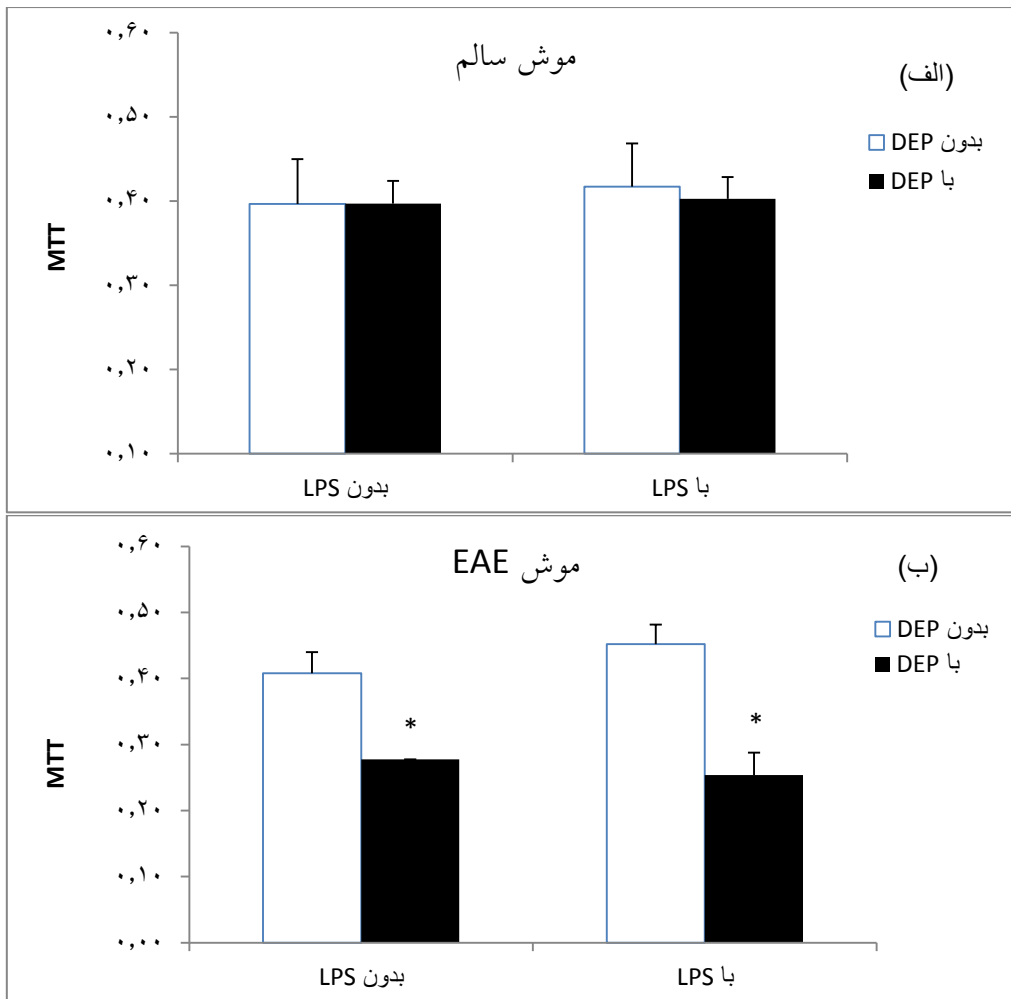 موش سالم
(الف)
بدون DEP
با DEP
MTT
۰,۶۰
۰,۵۰
۰,۴۰
۰,۳۰
۰,۲۰
۰,۱۰
بدون LPS
با LPS
موش EAE
(ب)
بدون DEP
با DEP
MTT
۰,۶۰
۰,۵۰
۰,۴۰
۰,۳۰
۰,۲۰
۰,۱۰
۰,۰۰
*
*
بدون LPS
با LPS